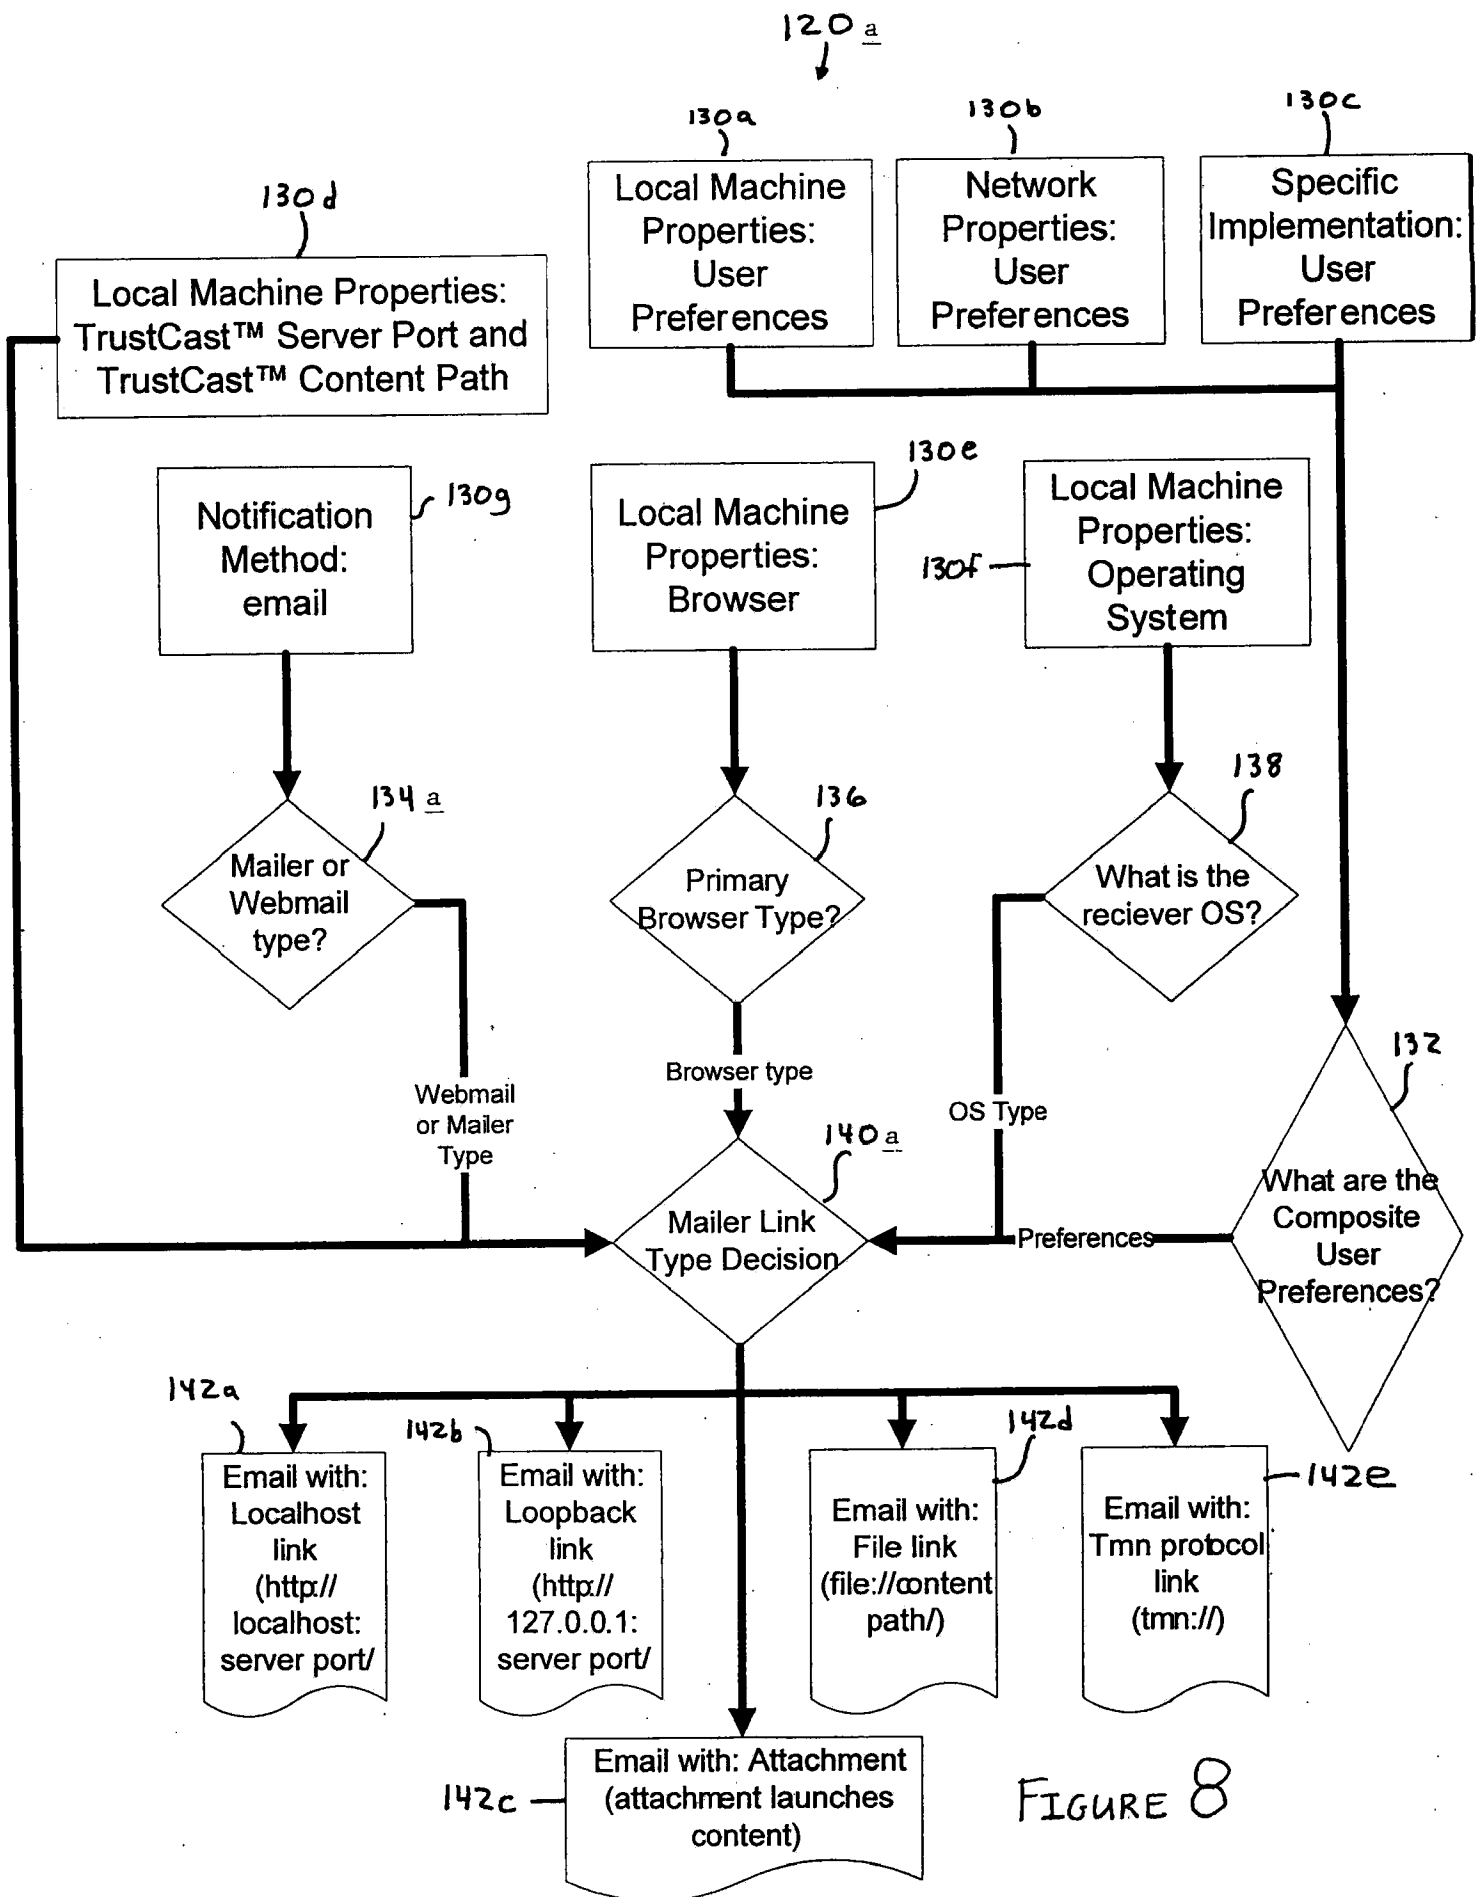 120 a
130a
130b
130c
130d
Local Machine
Properties:
User
Preferences
Network
Properties:
User
Preferences
Specific
Implementation:
User
Preferences
Local Machine Properties:
TrustCast™ Server Port and
TrustCast™ Content Path
130g
Notification
Method:
email
130e
Local Machine
Properties:
Browser
130f
Local Machine
Properties:
Operating
System
134 a
Mailer or
Webmail
type?
136
Primary
Browser Type?
138
What is the
reciever OS?
132
What are the
Composite
User
Preferences?
Webmail
or Mailer
Type
Browser type
OS Type
Preferences
140 a
Mailer Link
Type Decision
142a
Email with:
Localhost
link
(http://
localhost:
server port/
142b
Email with:
Loopback
link
(http://
127.0.0.1:
server port/
142d
Email with:
File link
(file://content
path/)
142e
Email with:
Tmn protocol
link
(tmn://)
142c
Email with: Attachment
(attachment launches
content)
FIGURE 8